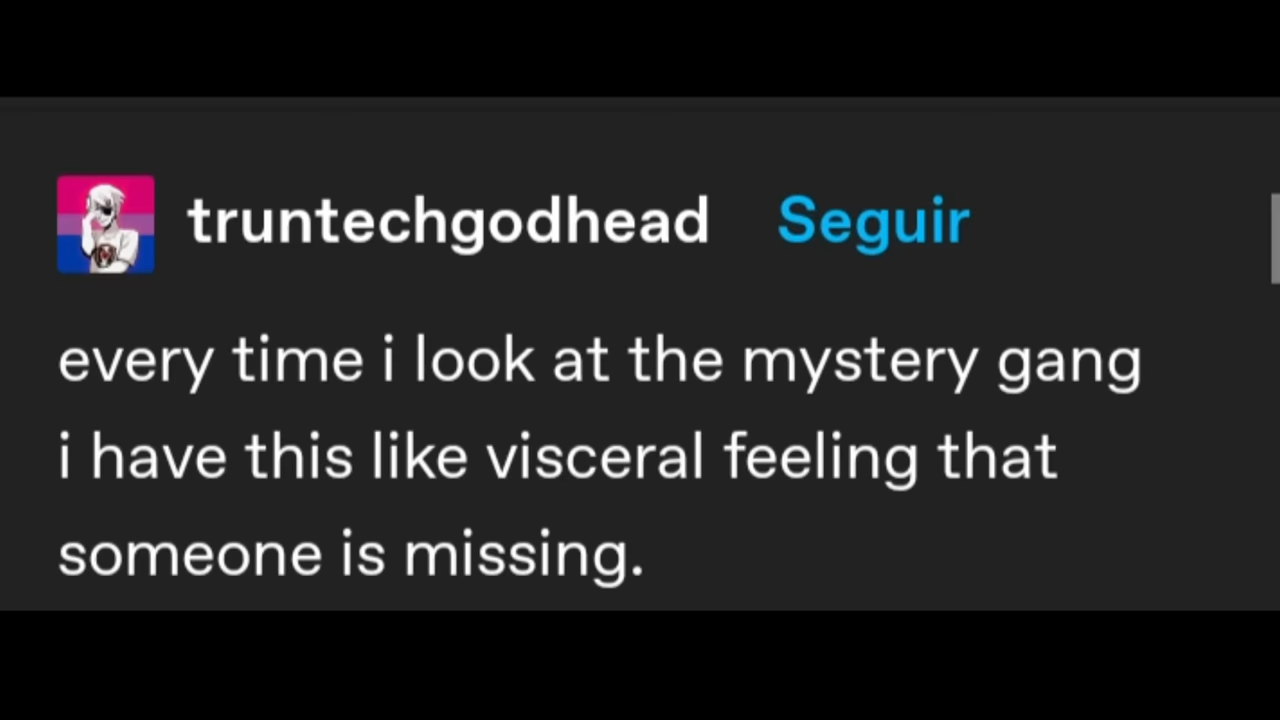 truntechgodhead Seguir
every time i look at the mystery gang
i have this like visceral feeling that
someone is missing.